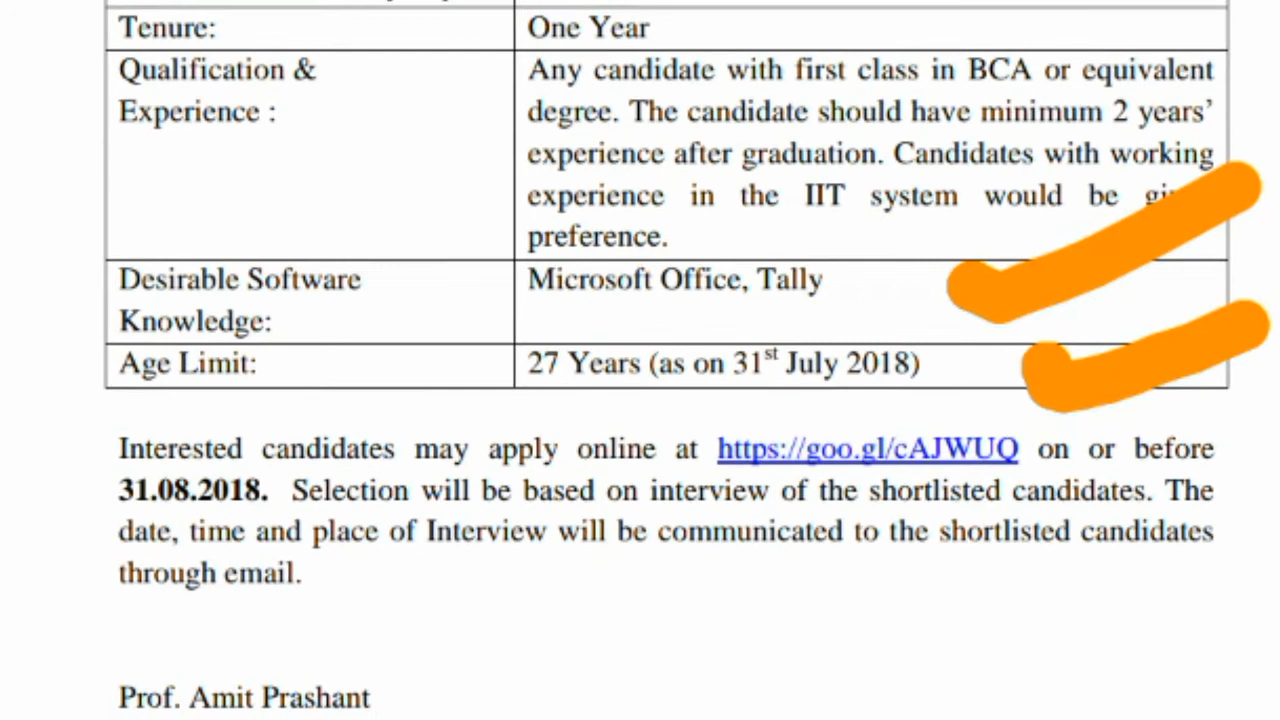 Tenure: One Year
Qualification & Any candidate with first class in BCA or equivalent
Experience : degree. The candidate should have minimum 2 years’
experience after graduation. Candidates with working
experience in the IIT system would be
preference.
Desirable Software Microsoft Office, Tally
Knowledge:
Age Limit: 27 Years (as on 31st July 2018)
Interested candidates may apply online at https://goo.gl/cAJWUQ on or before
31.08.2018. Selection will be based on interview of the shortlisted candidates. The
date, time and place of Interview will be communicated to the shortlisted candidates
through email.
Prof. Amit Prashant